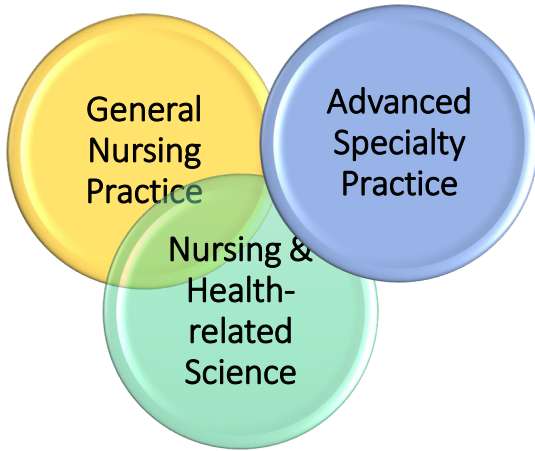 General
Nursing
Practice
Advanced
Specialty
Practice
Nursing &
Health-
related
Science